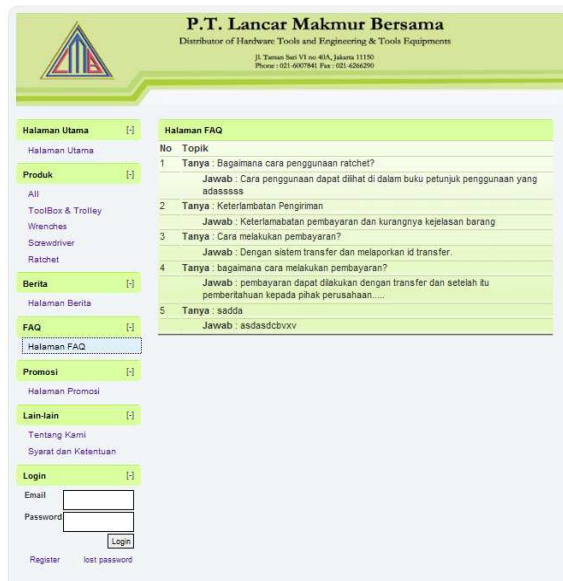 P.T. Lancar Makmur Bersama
Distributor of Hardware Tools and Engineering & Tools Equipments
Jl. Taman Sari VI no 40A, Jakarta 11150
Phone : 021-6007841 Fax : 021-6266290
LMB
Halaman Utama [-]
Halaman Utama
Produk [-]
All
ToolBox & Trolley
Wrenches
Screwdriver
Ratchet
Berita [-]
Halaman Berita
FAQ [-]
Halaman FAQ
Promosi [-]
Halaman Promosi
Lain-lain [-]
Tentang Kami
Syarat dan Ketentuan
Login [-]
Email
Password
Login
Register lost password
Halaman FAQ
No Topik
1 Tanya : Bagaimana cara penggunaan ratchet?
Jawab : Cara penggunaan dapat dilihat di dalam buku petunjuk penggunaan yang
adasssss
2 Tanya : Keterlambatan Pengiriman
Jawab : Keterlamabatan pembayaran dan kurangnya kejelasan barang
3 Tanya : Cara melakukan pembayaran?
Jawab : Dengan sistem transfer dan melaporkan id transfer.
4 Tanya : bagaimana cara melakukan pembayaran?
Jawab : pembayaran dapat dilakukan dengan transfer dan setelah itu
pemberitahuan kepada pihak perusahaan.....
5 Tanya : sadda
Jawab : asdasdcbvxv